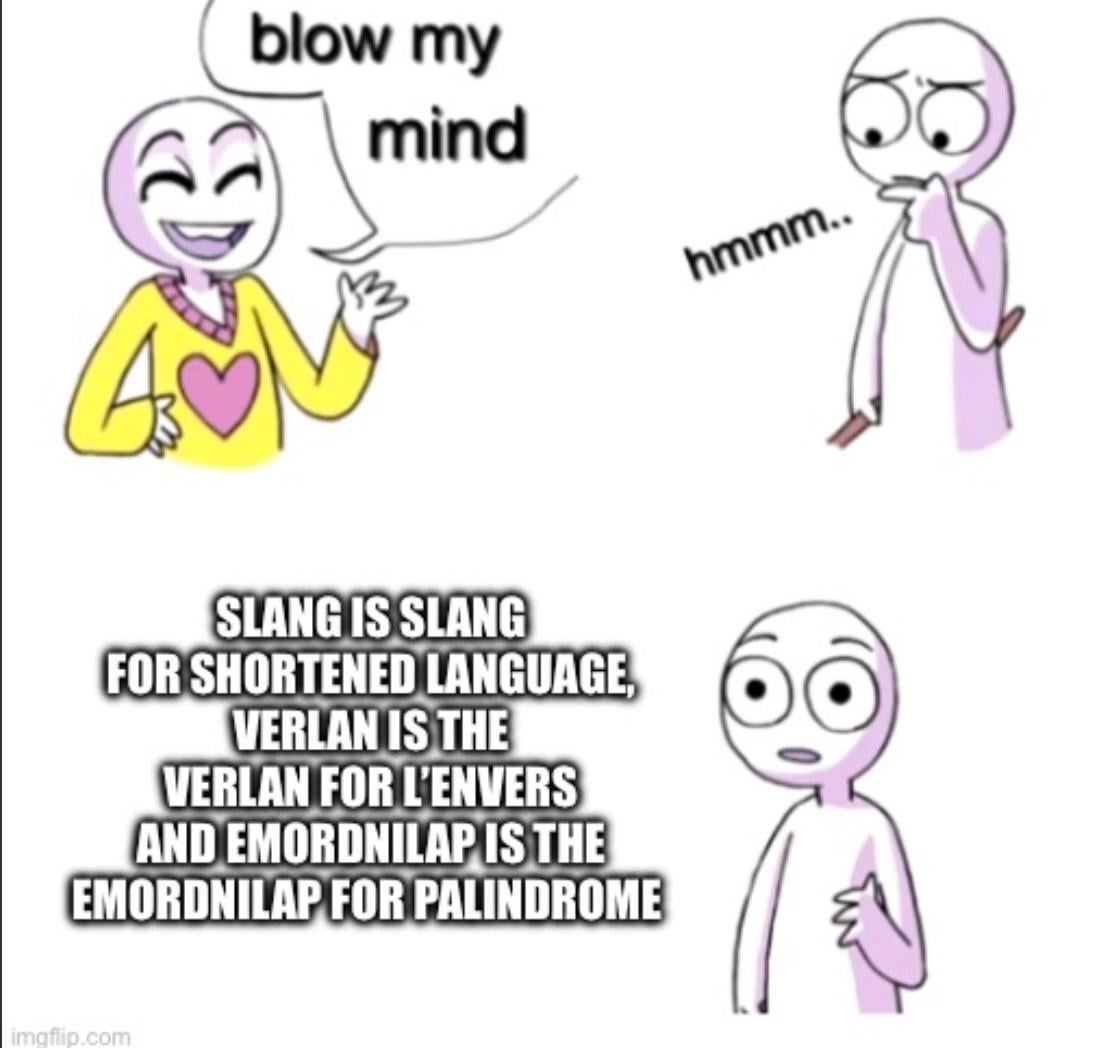 blow my
mind
hmmm..
SLANG IS SLANG
FOR SHORTENED LANGUAGE,
VERLAN IS THE
VERLAN FOR L'ENVERS
AND EMORDNILAP IS THE
EMORDNILAP FOR PALINDROME
imgflip.com